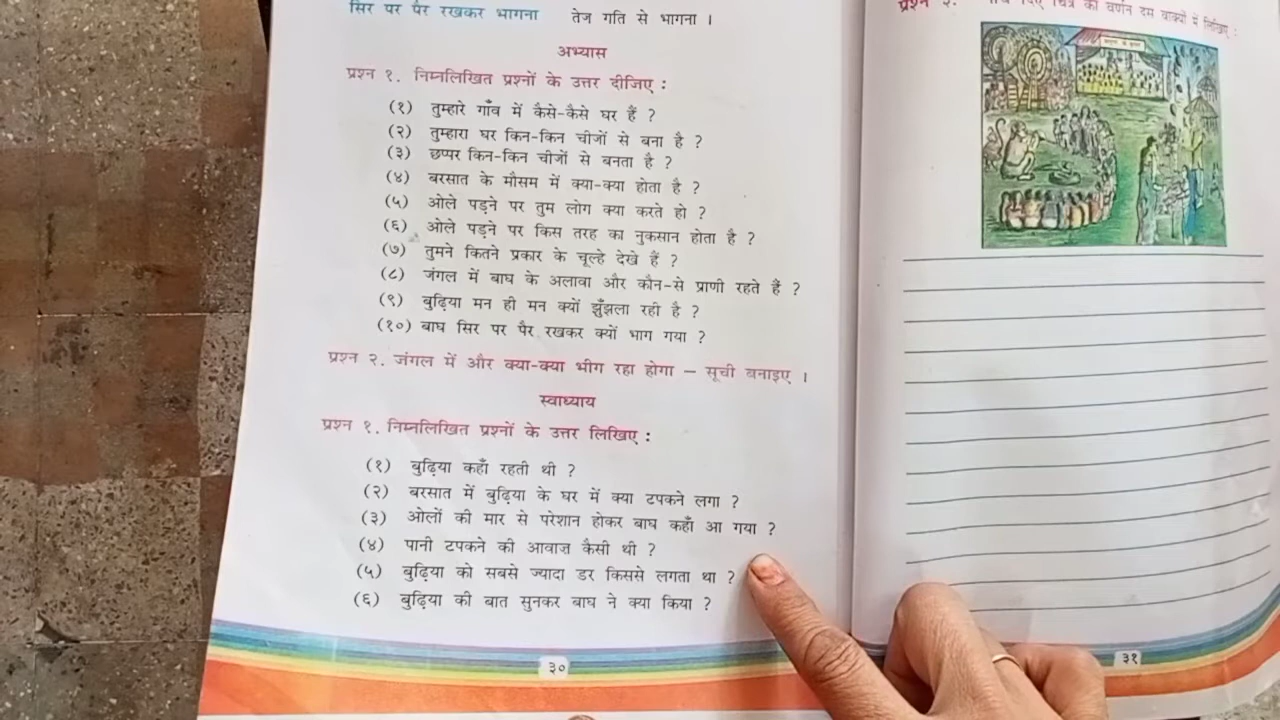 सिर पर पैर रखकर भागना तेज गति से भागना ।
अभ्यास
प्रश्न १. निम्नलिखित प्रश्नों के उत्तर दीजिए :
(१) तुम्हारे गाँव में कैसे-कैसे घर हैं ?
(२) तुम्हारा घर किन-किन चीजों से बना है ?
(३) छप्पर किन-किन चीजों से बनता है ?
(४) बरसात के मौसम में क्या-क्या होता है ?
(५) ओले पड़ने पर तुम लोग क्या करते हो ?
(६) ओले पड़ने पर किस तरह का नुकसान होता है ?
(७) तुमने कितने प्रकार के चूल्हे देखे हैं ?
(८) जंगल में बाघ के अलावा और कौन-से प्राणी रहते हैं ?
(९) बुढ़िया मन ही मन क्यों झुँझला रही है ?
(१०) बाघ सिर पर पैर रखकर क्यों भाग गया ?
प्रश्न २. जंगल में और क्या-क्या भीग रहा होगा – सूची बनाइए ।
स्वाध्याय
प्रश्न १. निम्नलिखित प्रश्नों के उत्तर लिखिए :
(१) बुढ़िया कहाँ रहती थी ?
(२) बरसात में बुढ़िया के घर में क्या टपकने लगा ?
(३) ओलों की मार से परेशान होकर बाघ कहाँ आ गया ?
(४) पानी टपकने की आवाज़ कैसी थी ?
(५) बुढ़िया को सबसे ज्यादा डर किससे लगता था ?
(६) बुढ़िया की बात सुनकर बाघ ने क्या किया ?
३०
प्रश्न २. दिए चित्र का वर्णन दस वाक्यों में लिखिए :
३१